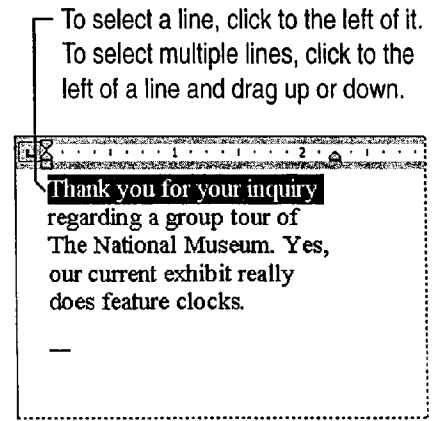 To select a line, click to the left of it.
To select multiple lines, click to the
left of a line and drag up or down.
L 1 2
Thank you for your inquiry
regarding a group tour of
The National Museum. Yes,
our current exhibit really
does feature clocks.